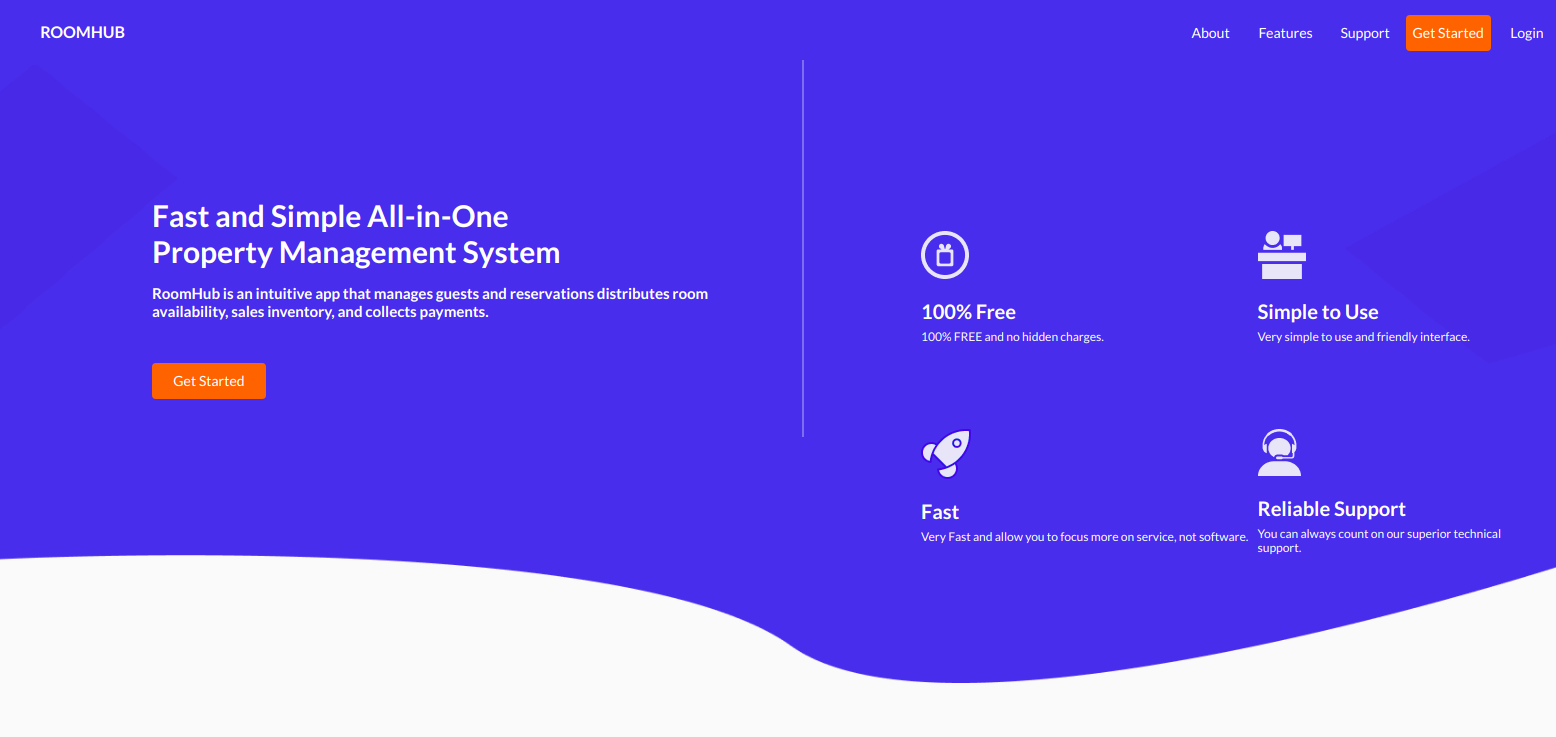 ROOMHUB
About
Features
Support
Get Started
Login
Fast and Simple All-in-One
Property Management System
RoomHub is an intuitive app that manages guests and reservations distributes room
availability, sales inventory, and collects payments.
Get Started
100% Free
100% FREE and no hidden charges.
Simple to Use
Very simple to use and friendly interface.
Fast
Very Fast and allow you to focus more on service, not software.
Reliable Support
You can always count on our superior technical
support.